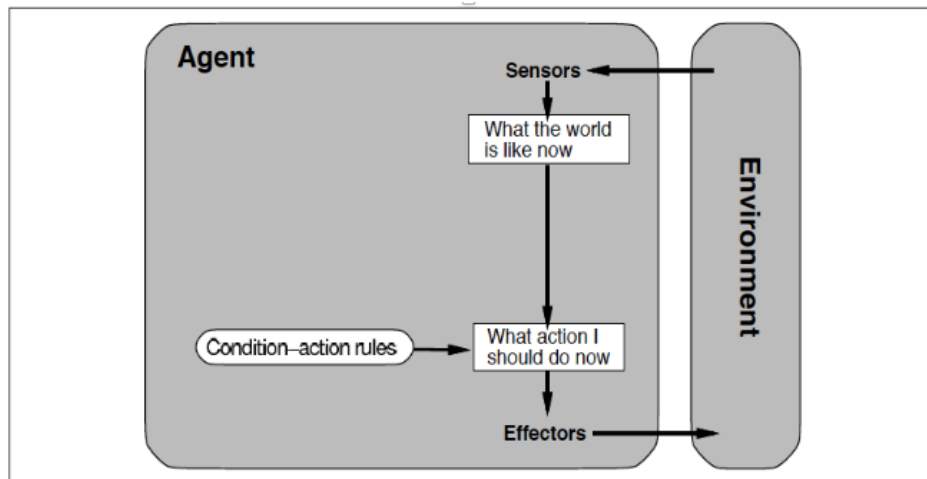 Agent
Sensors
What the world
is like now
Environment
Condition–action rules
What action I
should do now
Effectors